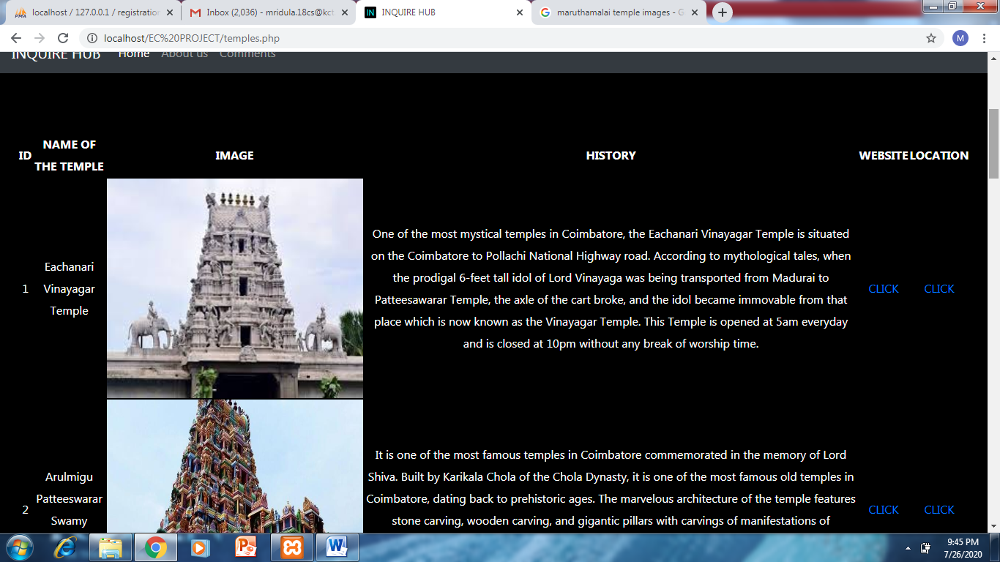 localhost / 127.0.0.1 / registration
Inbox (2,036) - mridula.18cs@kct.
INQUIRE HUB
maruthamalai temple images - G
localhost/EC%20PROJECT/temples.php
M
INQUIRE HUB Home About us Comments
ID
NAME OF
THE TEMPLE
IMAGE
HISTORY
WEBSITE
LOCATION
1
Eachanari
Vinayagar
Temple
One of the most mystical temples in Coimbatore, the Eachanari Vinayagar Temple is situated
on the Coimbatore to Pollachi National Highway road. According to mythological tales, when
the prodigal 6-feet tall idol of Lord Vinayaga was being transported from Madurai to
Patteesawarar Temple, the axle of the cart broke, and the idol became immovable from that
place which is now known as the Vinayagar Temple. This Temple is opened at 5am everyday
and is closed at 10pm without any break of worship time.
CLICK
CLICK
2
Arulmigu
Patteeswarar
Swamy
It is one of the most famous temples in Coimbatore commemorated in the memory of Lord
Shiva. Built by Karikala Chola of the Chola Dynasty, it is one of the most famous old temples in
Coimbatore, dating back to prehistoric ages. The marvelous architecture of the temple features
stone carving, wooden carving, and gigantic pillars with carvings of manifestations of
CLICK
CLICK
9:45 PM
7/26/2020